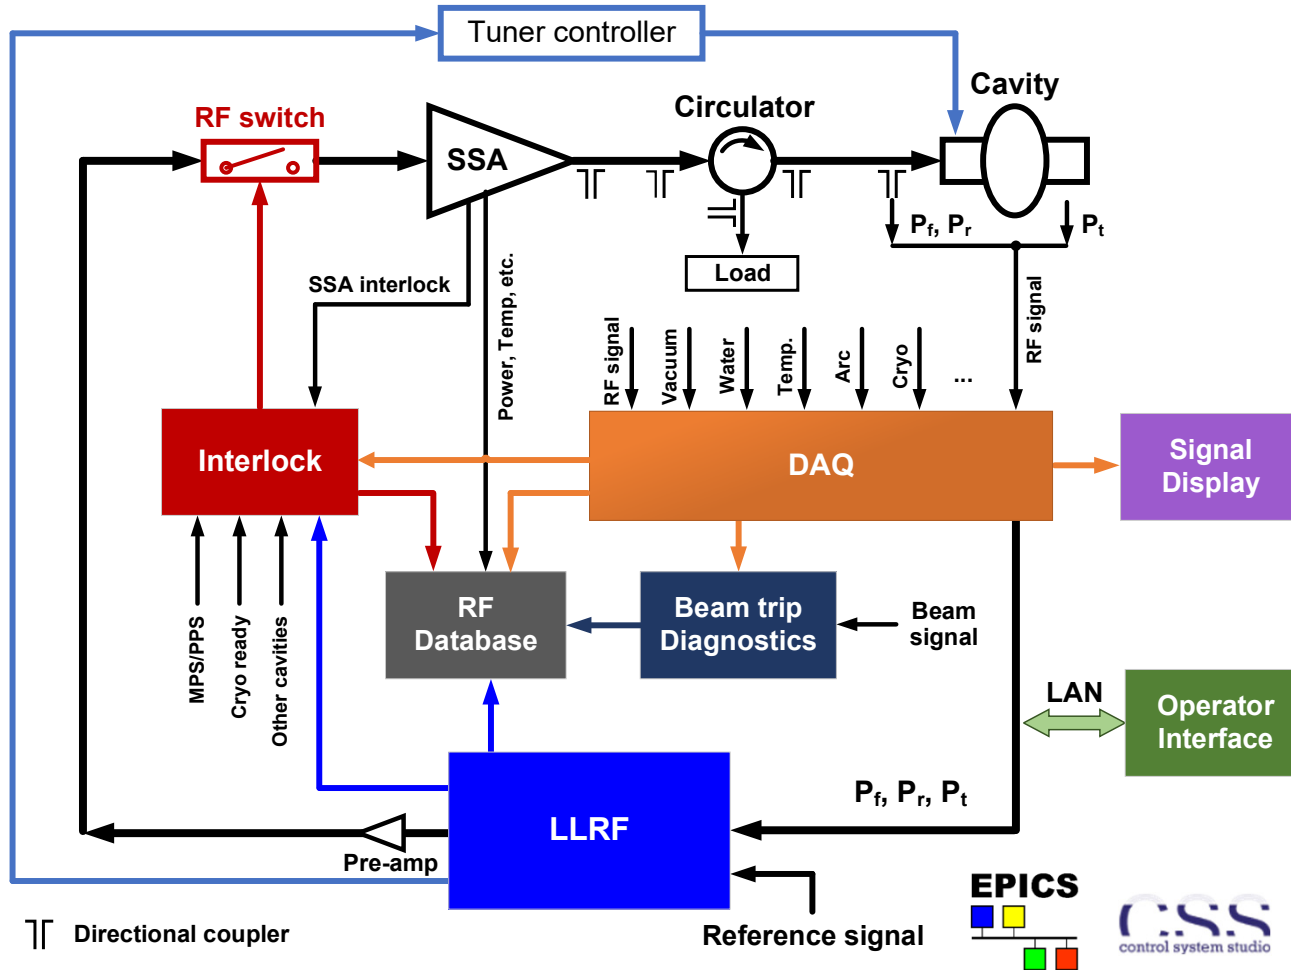 Tuner controller
Cavity
Circulator
RF switch
SSA
Pf, Pr
Pt
Load
SSA interlock
Power, Temp, etc.
RF signal
Vacuum
Water
Temp.
Arc
Cryo
...
RF signal
Interlock
DAQ
Signal
Display
MPS/PPS
Cryo ready
Other cavities
RF
Database
Beam trip
Diagnostics
Beam
signal
LAN
Operator
Interface
Pf, Pr, Pt
LLRF
Pre-amp
Reference signal
Directional coupler
EPICS
CSS
control system studio